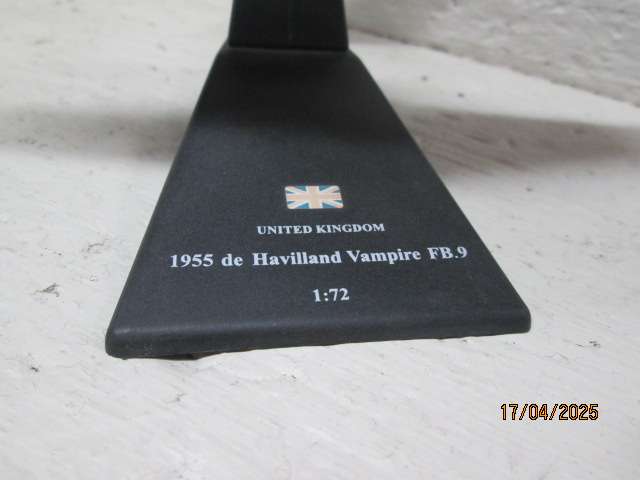 UNITED KINGDOM
1955 de Havilland Vampire FB.9
1:72
17/04/2025